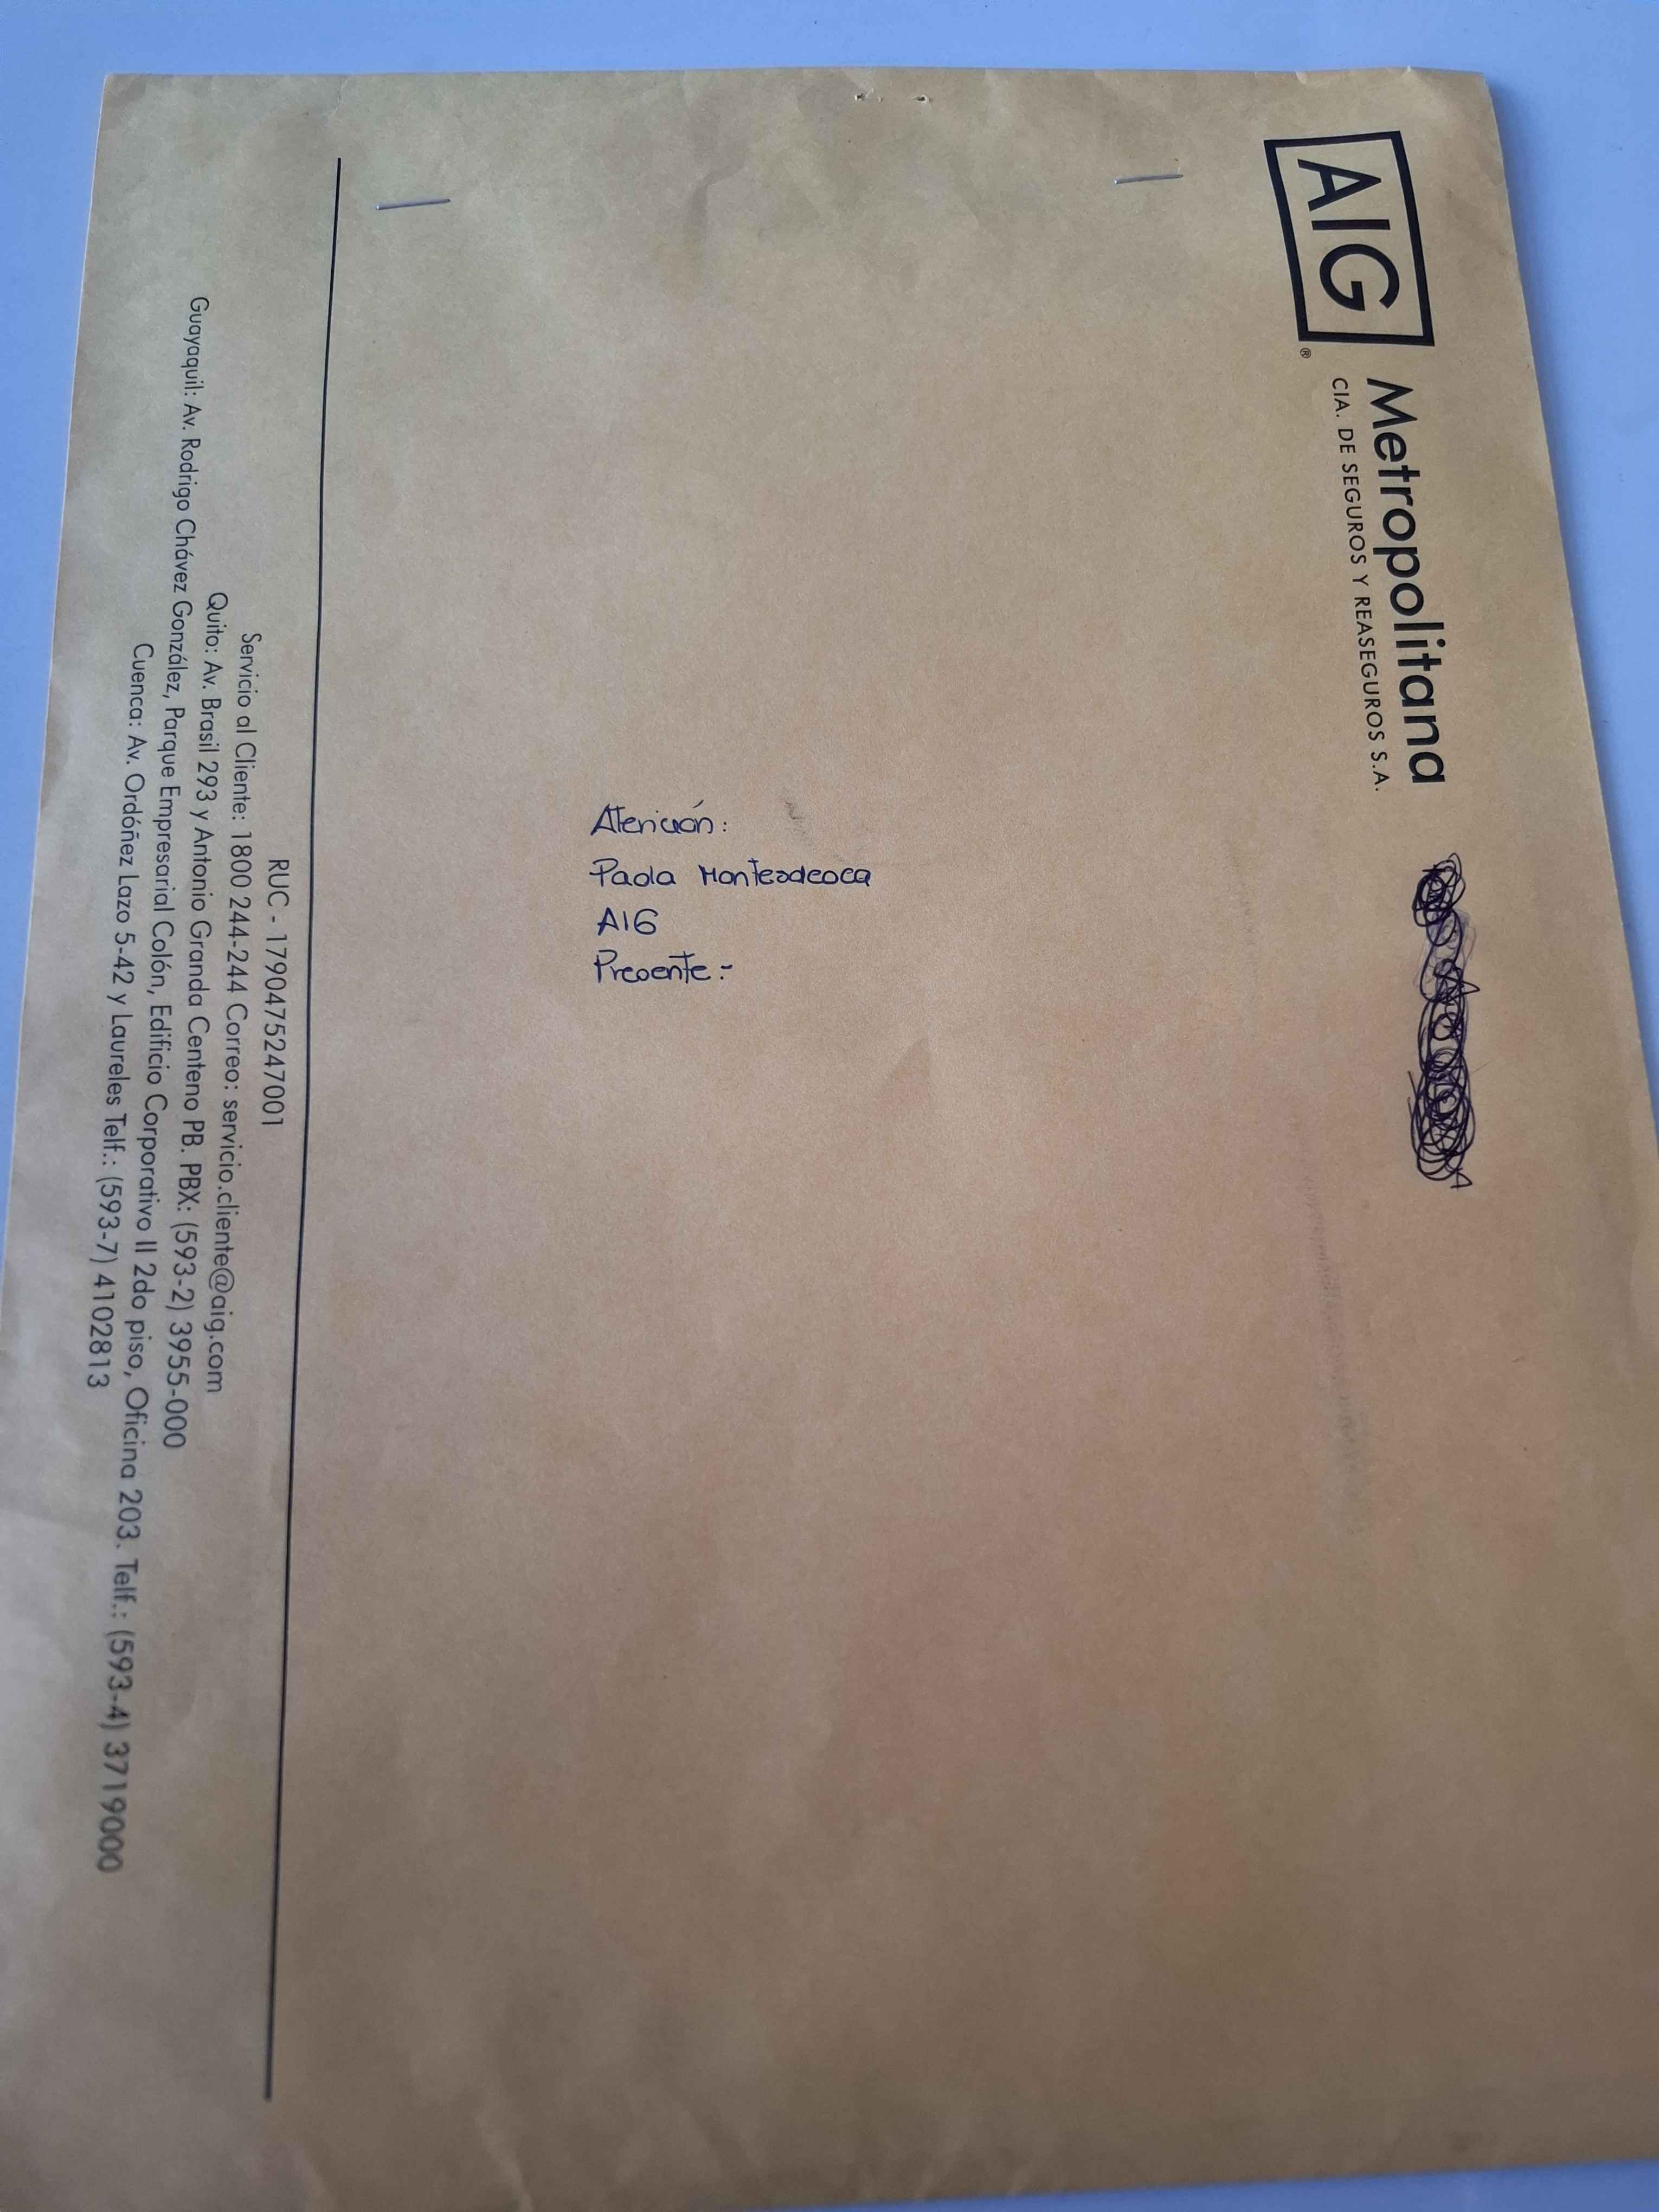 AIG
Metropolitana
CIA. DE SEGUROS Y REASEGUROS S.A.
Atención:
Paola Montesdeoca
AIG
Presente:-
RUC - 1790475247001
Servicio al Cliente: 1800 244-244 Correo: servicio.cliente@aig.com
Quito: Av. Brasil 293 y Antonio Granda Centeno PB. PBX: (593-2) 3955-000
Guayaquil: Av. Rodrigo Chávez González, Parque Empresarial Colón, Edificio Corporativo II 2do piso, Oficina 203. Telf.: (593-4) 3719000
Cuenca: Av. Ordóñez Lazo 5-42 y Laureles Telf.: (593-7) 4102813